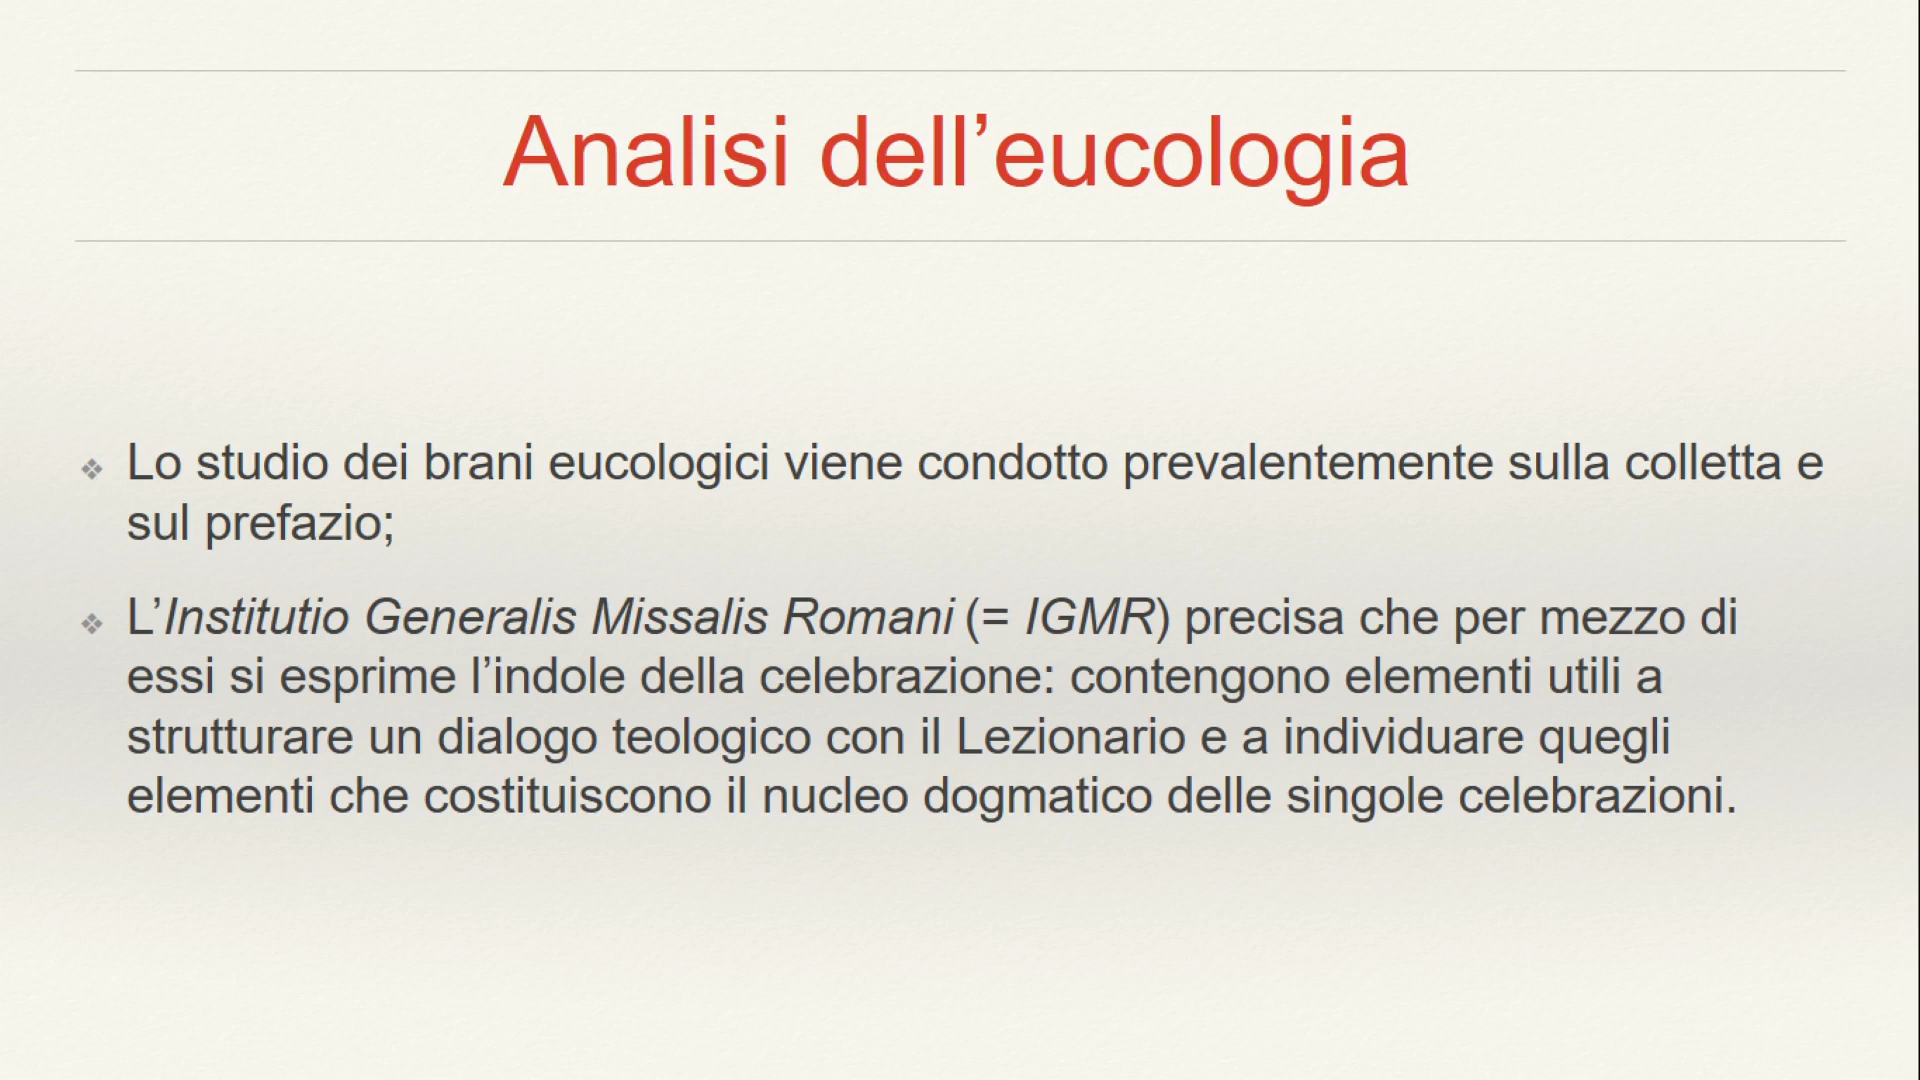 Analisi dell’eucologia
❖ Lo studio dei brani eucologici viene condotto prevalentemente sulla colletta e
sul prefazio;
❖ L’Institutio Generalis Missalis Romani (= IGMR) precisa che per mezzo di
essi si esprime l’indole della celebrazione: contengono elementi utili a
strutturare un dialogo teologico con il Lezionario e a individuare quegli
elementi che costituiscono il nucleo dogmatico delle singole celebrazioni.